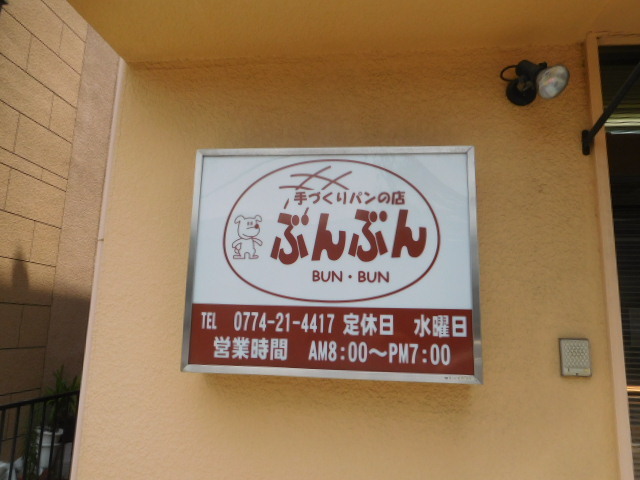 手づくりパンの店
ぶんぶん
BUN・BUN
TEL 0774-21-4417 定休日 水曜日
営業時間 AM8:00～PM7:00